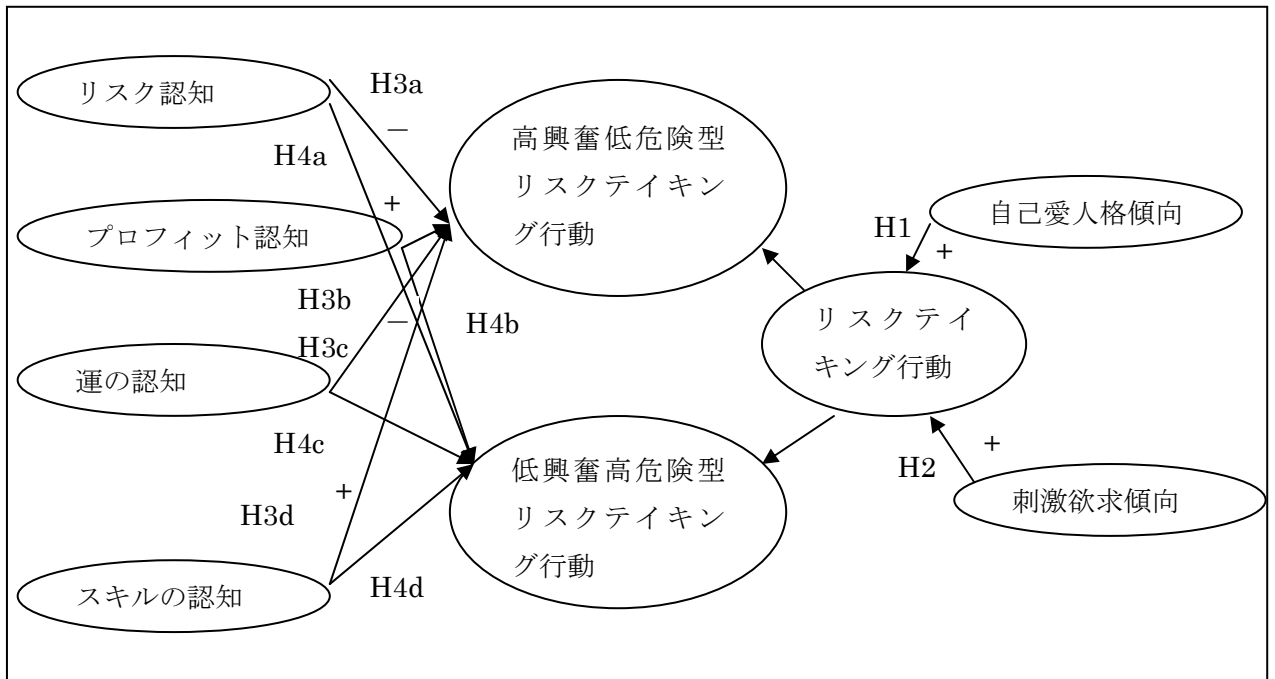 リスク認知
H3a
－
H4a
高興奮低危険型
リスクテイキン
グ行動
＋
プロフィット認知
自己愛人格傾向
H1
＋
H3b
－
H4b
リスクテイ
キング行動
H3c
運の認知
H4c
＋
H3d
低興奮高危険型
リスクテイキン
グ行動
＋
H2
刺激欲求傾向
スキルの認知
H4d